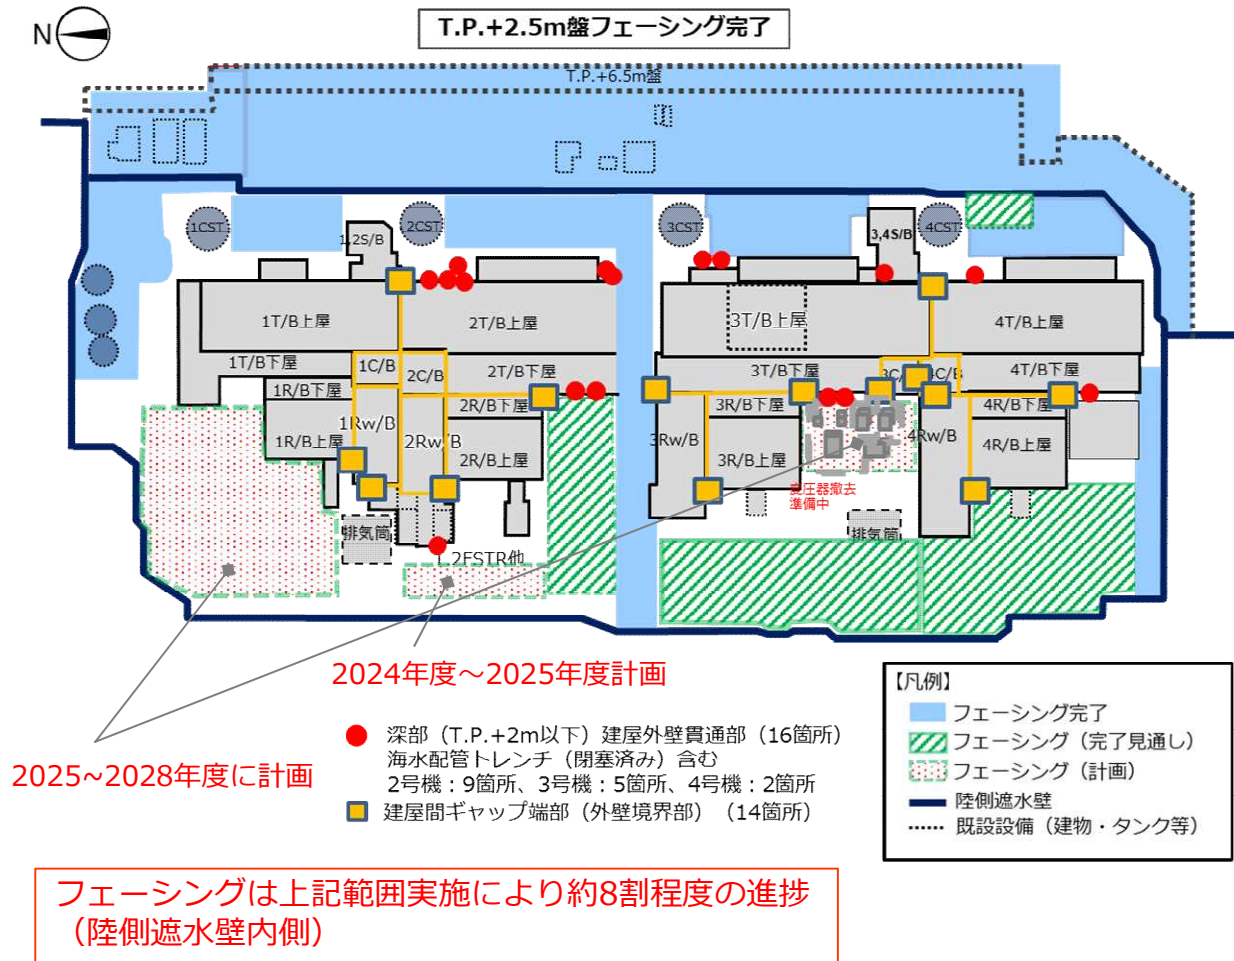 N
T.P.+2.5m盤フェーシング完了
T.P.+6.5m盤
1CST
1,2S/B
2CST
3CST
3,4S/B
4CST
1T/B上屋
2T/B上屋
3T/B上屋
4T/B上屋
1T/B下屋
1C/B
2C/B
2T/B下屋
3T/B下屋
3C/
4C/B
4T/B下屋
1R/B下屋
2R/B下屋
3R/B下屋
4R/B下屋
1Rw/B
2Rw/B
3Rw/B
4Rw/B
1R/B上屋
2R/B上屋
3R/B上屋
4R/B上屋
変圧器撤去
準備中
排気筒
排気筒
2FSTR他
2024年度～2025年度計画
2025~2028年度に計画
深部（T.P.+2m以下）建屋外壁貫通部（16箇所）
海水配管トレンチ（閉塞済み）含む
2号機：9箇所、3号機：5箇所、4号機：2箇所
建屋間ギャップ端部（外壁境界部）（14箇所）
【凡例】
フェーシング完了
フェーシング（完了見通し）
フェーシング（計画）
陸側遮水壁
既設設備（建物・タンク等）
フェーシングは上記範囲実施により約8割程度の進捗
（陸側遮水壁内側）